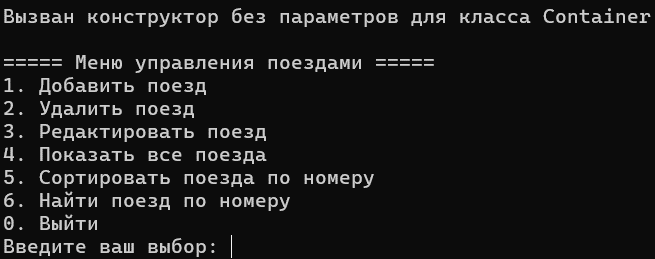 Вызван конструктор без параметров для класса Container
===== Меню управления поездами =====
1. Добавить поезд
2. Удалить поезд
3. Редактировать поезд
4. Показать все поезда
5. Сортировать поезда по номеру
6. Найти поезд по номеру
0. Выйти
Введите ваш выбор: